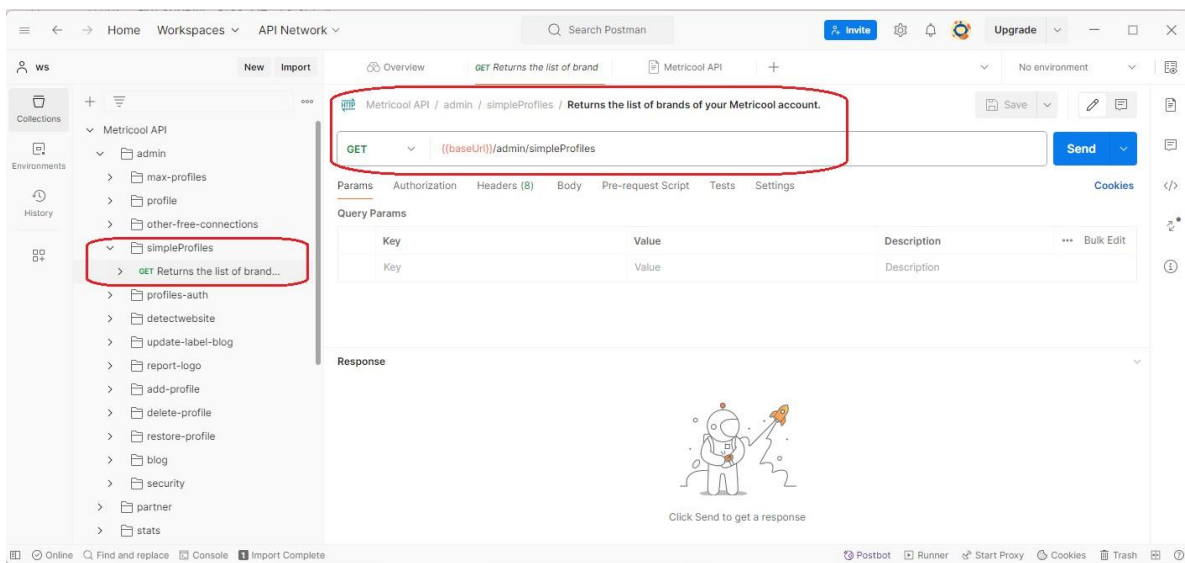 Home Workspaces API Network Search Postman Invite Upgrade
ws New Import Overview GET Returns the list of brand Metricool API No environment
Collections
Environments
History
Metricool API
admin
max-profiles
profile
other-free-connections
simpleProfiles
GET Returns the list of brand...
profiles-auth
detectwebsite
update-label-blog
report-logo
add-profile
delete-profile
restore-profile
blog
security
partner
stats
HTTP Metricool API / admin / simpleProfiles / Returns the list of brands of your Metricool account. Save
GET {{baseUrl}}/admin/simpleProfiles Send
Params Authorization Headers (8) Body Pre-request Script Tests Settings Cookies
Query Params
Key Value Description Bulk Edit
Key Value Description
Response
Click Send to get a response
Online Find and replace Console 1 Import Complete Postbot Runner Start Proxy Cookies Trash